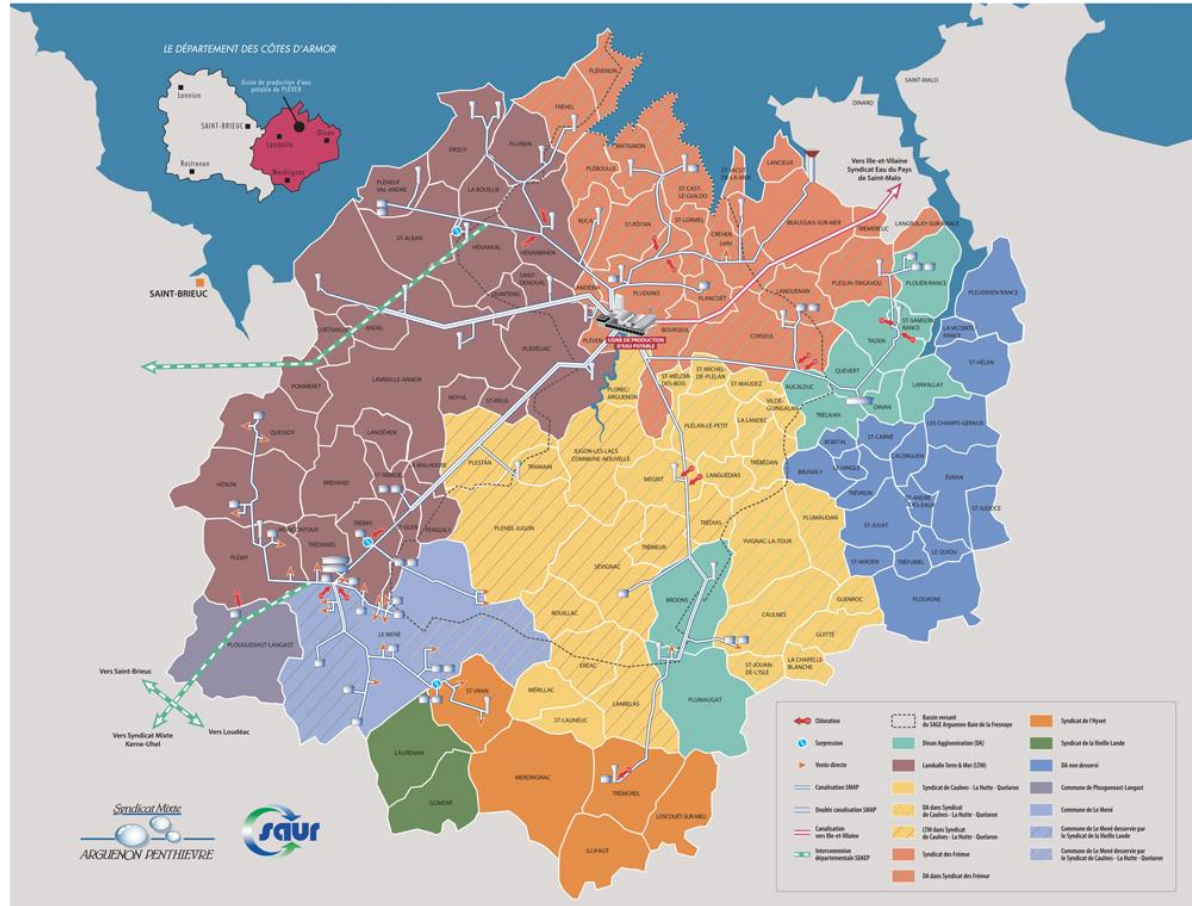 LE DÉPARTEMENT DES CÔTES D'ARMOR
Usine de production d'eau
potable de PLÉVEN
Lannion
SAINT-BRIEUC
Dinan
Lamballe
Rostrenen
Merdrignac
SAINT-MALO
DINARD
PLÉVENON
FRÉHEL
MATIGNON
PLURIEN
ERQUY
PLÉBOULLE
LANCIEUX
ST-JACUT
DE LA MER
ST-CAST-
LE-GUILDO
PLÉNEUF
VAL-ANDRÉ
LA BOUILLIE
Vers Ille-et-Vilaine
Syndicat Eau du Pays
de Saint-Malo
RUCA
ST-PÔTAN
ST-LORMEL
CRÉHEN
BEAUSSAIS-SUR-MER
TRÉMÉREUC
LANGROLAY-SUR-RANCE
ST-ALBAN
HÉNANSAL
HÉNANBIHEN
SAINT-BRIEUC
SAINT-
DENOUAL
QUINTENIC
PLUDUNO
PLANCOËT
LANGUENAN
PLESLIN-TRIGAVOU
PLOUËR/RANCE
PLEUDIHEN/RANCE
LA VICOMTÉ/
RANCE
ST-SAMSON/
RANCE
TADEN
ST-HÉLEN
COËTMIEUX
ANDEL
PLÉDÉLIAC
PLÉVEN
USINE DE PRODUCTION
D'EAU POTABLE
BOURSEUL
CORSEUL
QUÉVERT
LANVALLAY
DINAN
AUCALEUC
TRÉLIVAN
POMMERET
LAMBALLE-ARMOR
NOYAL
ST-RIEUL
PLOREC/
ARGUENON
ST-MÉLOIR-
DES-BOIS
ST-MICHEL-
DE-PLÉLAN
ST-MAUDEZ
VILDÉ-
GUINGALAN
PLÉLAN-LE-PETIT
LA LANDEC
QUESSOY
LANDÉHEN
LA MALHOURE
PLESTAN
TRAMAIN
JUGON-LES-LACS
COMMUNE-NOUVELLE
MÉGRIT
LANGUÉDIAS
TRÉBÉDAN
BOBITAL
BRUSVILY
LE HINGLÉ
ST-CARNÉ
CALORGUEN
LES CHAMPS-GÉRAUX
ÉVRAN
TRÉVRON
ST-ANDRÉ
DES-EAUX
ST-JUDOCE
ST-JUVAT
LE QUIOU
TRÉFUMEL
ST-MADEN
PLOUASNE
HÉNON
BRÉHAND
ST-TRIMOËL
TRÉBRY
ST-GLEN
PENGUILY
PLÉNÉE-JUGON
PLUMAUDAN
TRÉDIAS
TRÉMEUR
YVIGNAC-LA-TOUR
SÉVIGNAC
PLÉMY
MONCONTOUR
TRÉDANIEL
BROONS
CAULNES
GUENROC
GUITTÉ
ROUILLAC
ÉRÉAC
ST-JOUAN-
DE-L'ISLE
LA CHAPELLE
BLANCHE
PLOUGUENAST-LANGAST
LE MENÉ
MÉRILLAC
ST-LAUNEUC
LANRELAS
PLUMAUGAT
ST-VRAN
LAURENAN
GOMENÉ
MERDRIGNAC
TRÉMOREL
LOSCOUËT-SUR-MEU
ILLIFAUT
Vers Saint-Brieuc
Vers Syndicat Mixte
Kerne-Uhel
Vers Loudéac
Syndicat Mixte
ARGUENON PENTHIÈVRE
saur
Chloration
Surpression
Vente directe
Canalisation SMAP
Double canalisation SMAP
Canalisation
vers Ille-et-Vilaine
Interconnexion
départementale SDAEP
Bassin versant
du SAGE Arguenon-Baie de la Fresnaye
Dinan Agglomération (DA)
Lamballe Terre & Mer (LTM)
Syndicat de Caulnes - La Hutte - Quelaron
DA dans Syndicat
de Caulnes - La Hutte - Quelaron
LTM dans Syndicat
de Caulnes - La Hutte - Quelaron
Syndicat des Frémur
DA dans Syndicat des Frémur
Syndicat de l'Hyvet
Syndicat de la Vieille Lande
DA non desservi
Commune de Plouguenast-Langast
Commune de Le Mené
Commune de Le Mené desservie par
le Syndicat de la Vieille Lande
Commune de Le Mené desservie par
le Syndicat de Caulnes - La Hutte - Quelaron